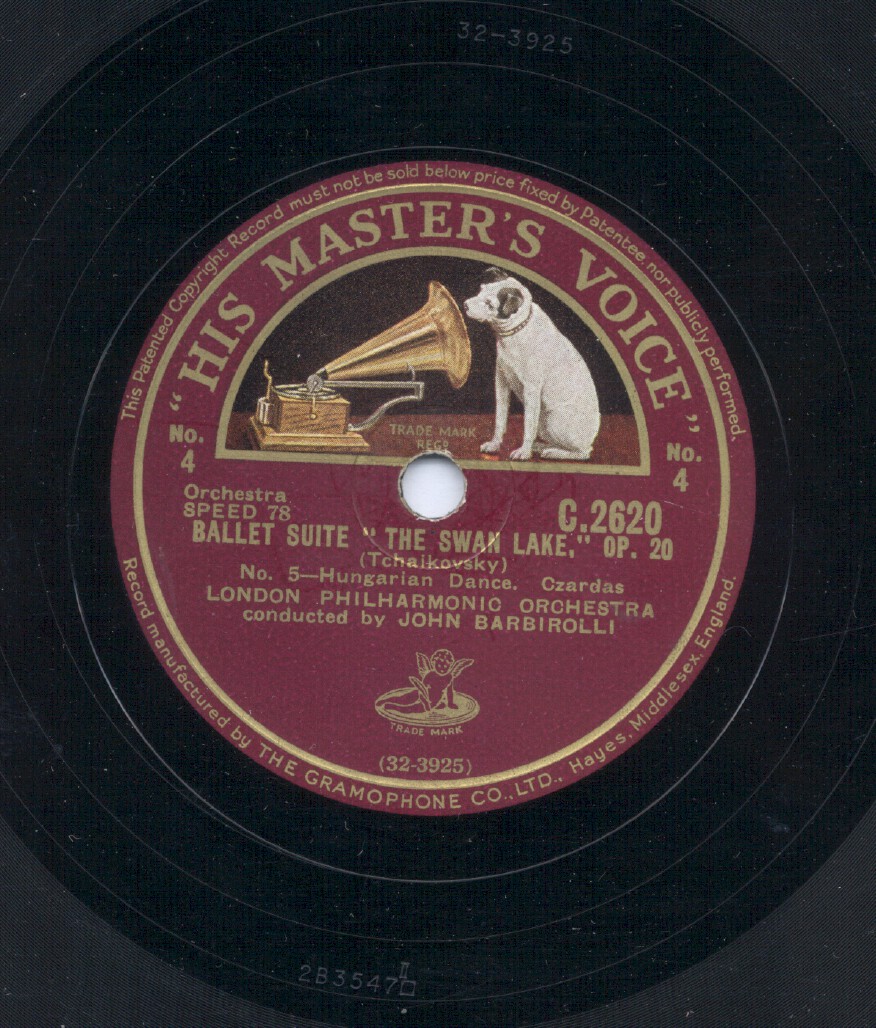 32-3925
This Patented Copyright Record must not be sold below price fixed by Patentee, nor publicly performed.
"HIS MASTER'S VOICE"
TRADE MARK
REGD
No. 4
No. 4
Orchestra
SPEED 78
C.2620
BALLET SUITE "THE SWAN LAKE," OP. 20
(Tchaikovsky)
No. 5—Hungarian Dance. Czardas
LONDON PHILHARMONIC ORCHESTRA
conducted by JOHN BARBIROLLI
TRADE MARK
(32-3925)
Record manufactured by THE GRAMOPHONE CO., LTD., Hayes, Middlesex, England.
2B3547 II